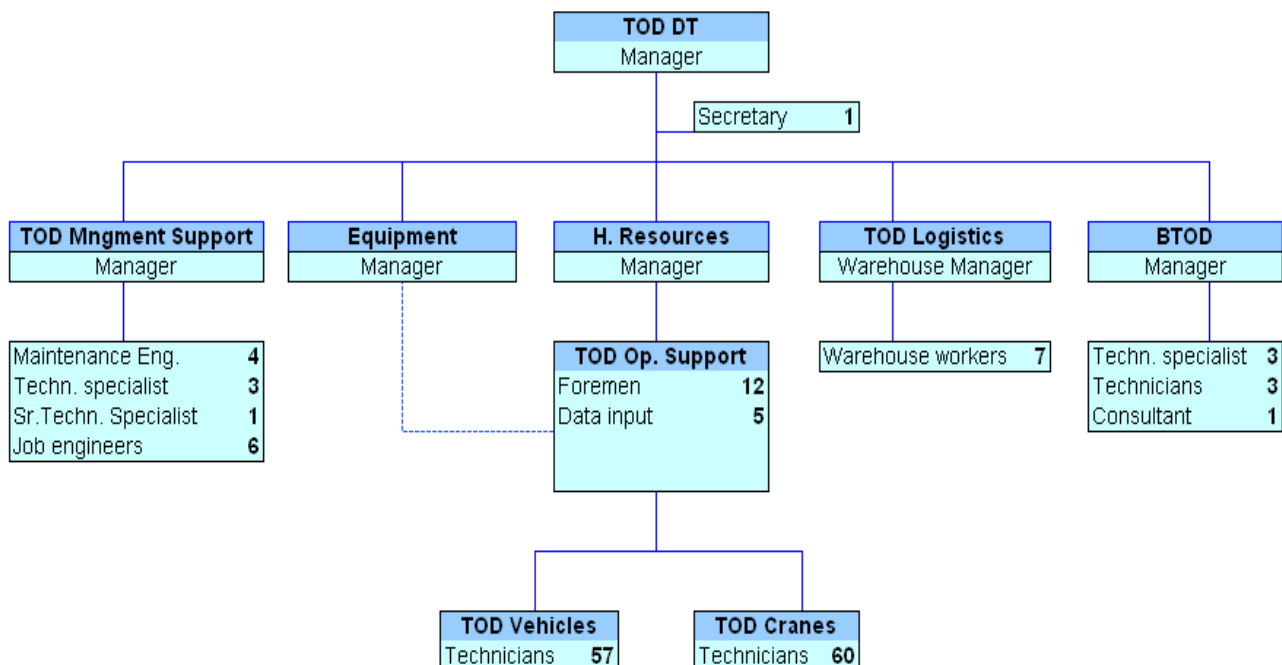 TOD DT
Manager
Secretary 1
TOD Mngment Support
Manager
Equipment
Manager
H. Resources
Manager
TOD Logistics
Warehouse Manager
BTOD
Manager
Maintenance Eng. 4
Techn. specialist 3
Sr.Techn. Specialist 1
Job engineers 6
TOD Op. Support
Foremen 12
Data input 5
Warehouse workers 7
Techn. specialist 3
Technicians 3
Consultant 1
TOD Vehicles
Technicians 57
TOD Cranes
Technicians 60